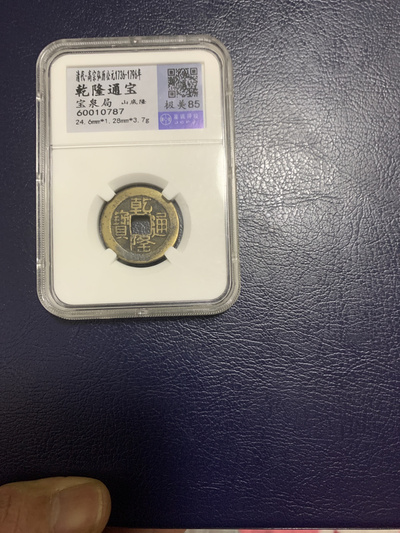 清代·高宗弘历公元1736-1796年
乾隆通宝
宝泉局 山底隆
60010787
24.6mm*1.28mm*3.7g
极美85
乾隆通寶